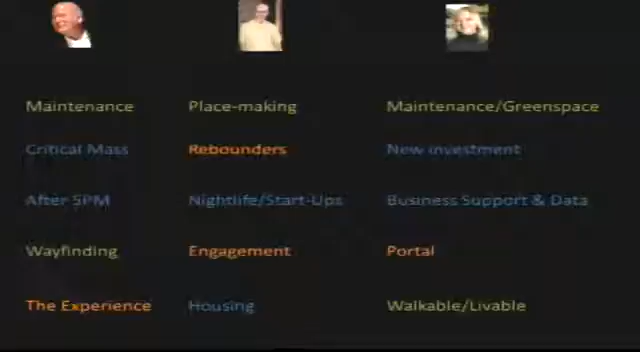 Maintenance Place-making Maintenance/Greenspace
Critical Mass Rebounders New investment
After 5PM Nightlife/Start-Ups Business Support & Data
Wayfinding Engagement Portal
The Experience Housing Walkable/Livable